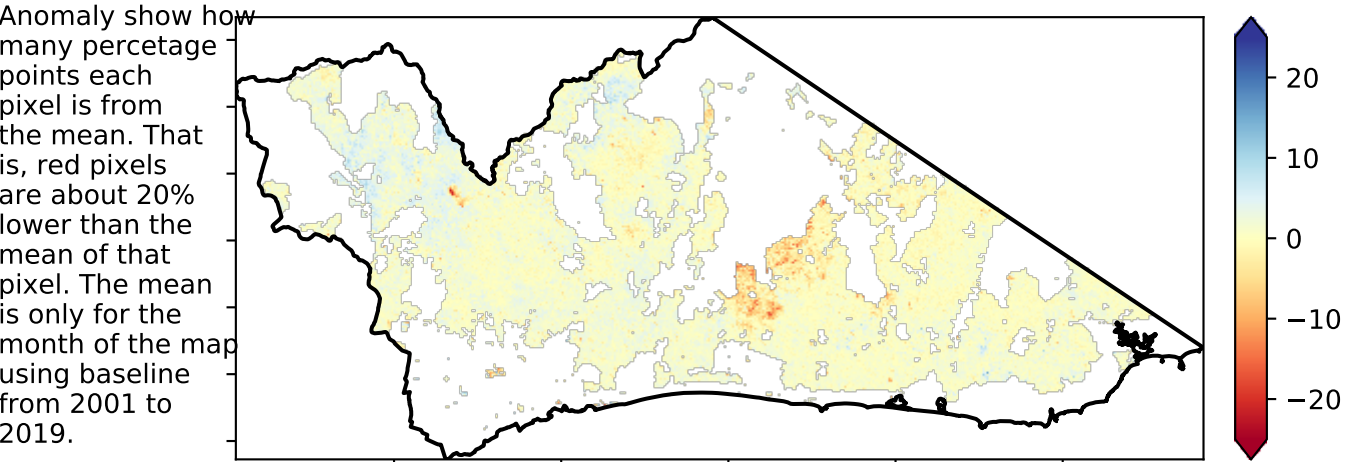 Anomaly show how
many percetage
points each
pixel is from
the mean. That
is, red pixels
are about 20%
lower than the
mean of that
pixel. The mean
is only for the
month of the map
using baseline
from 2001 to
2019.
20
10
0
−10
−20